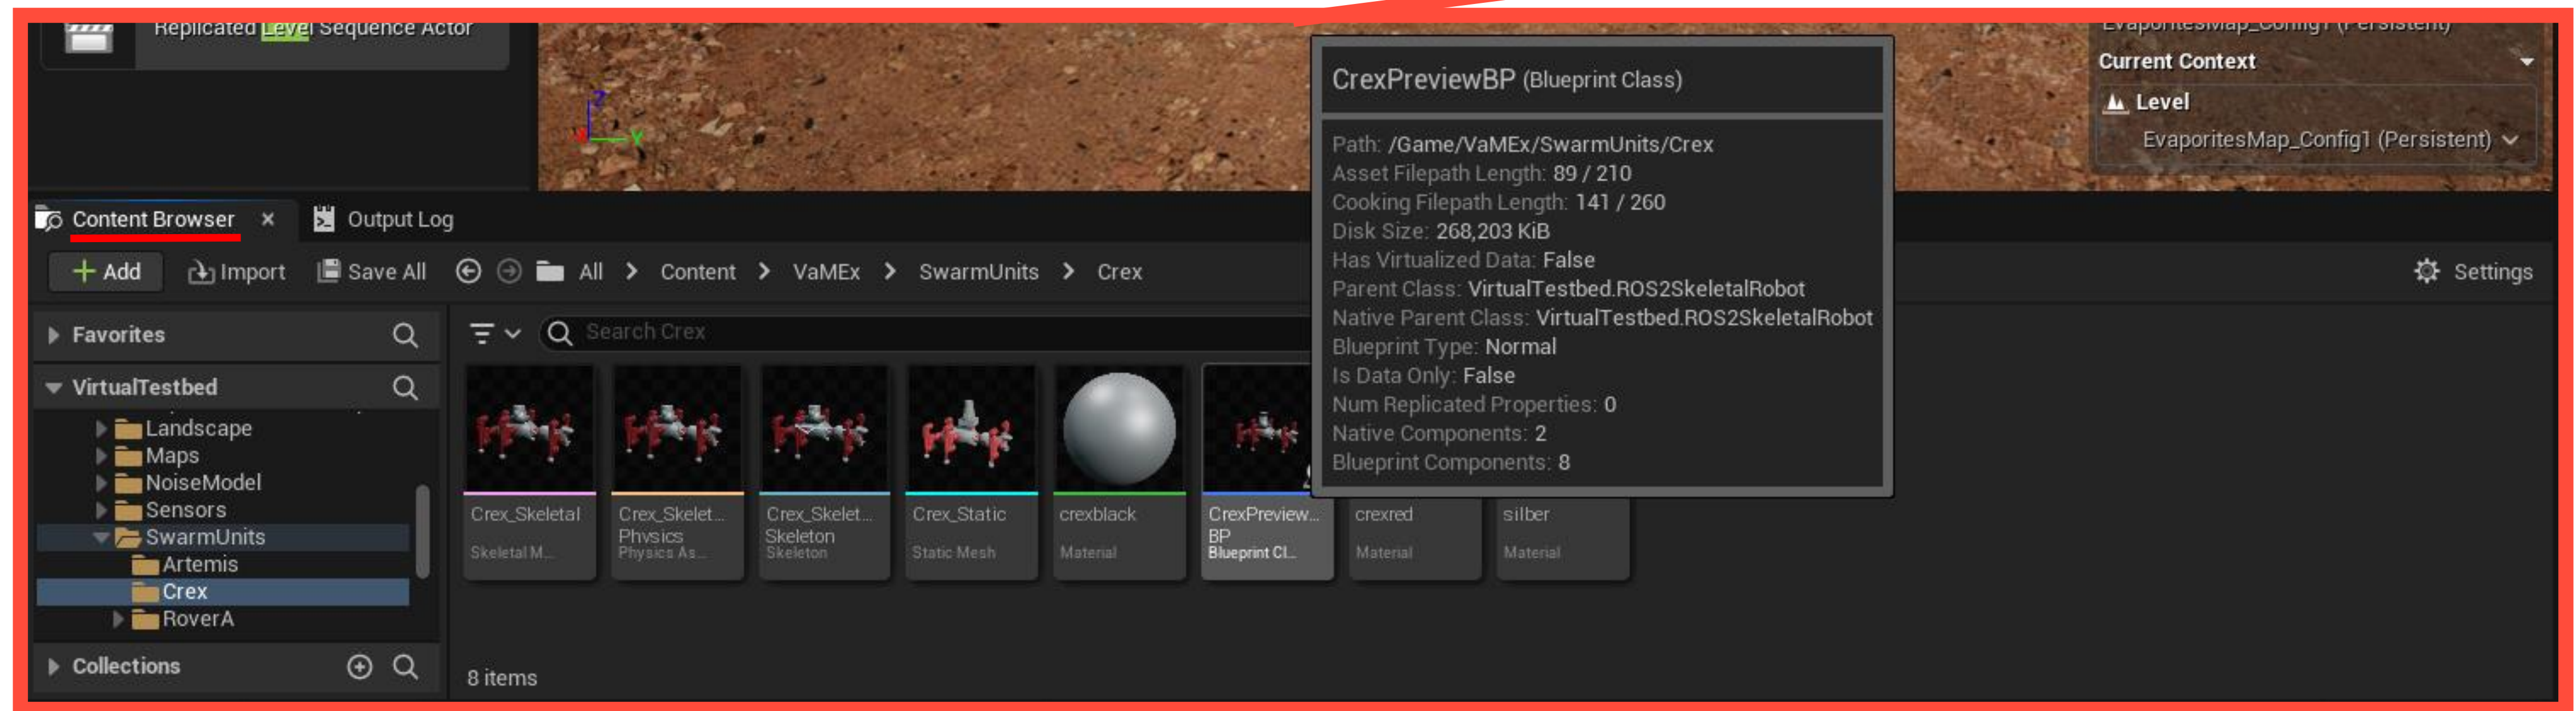 Replicated Level Sequence Actor
EvaporitesMap_Config1 (Persistent)
Current Context
Level
EvaporitesMap_Config1 (Persistent)
Z
Y
CrexPreviewBP (Blueprint Class)
Path: /Game/VaMEx/SwarmUnits/Crex
Asset Filepath Length: 89 / 210
Cooking Filepath Length: 141 / 260
Disk Size: 268,203 KiB
Has Virtualized Data: False
Parent Class: VirtualTestbed.ROS2SkeletalRobot
Native Parent Class: VirtualTestbed.ROS2SkeletalRobot
Blueprint Type: Normal
Is Data Only: False
Num Replicated Properties: 0
Native Components: 2
Blueprint Components: 8
Content Browser
Output Log
Add Import Save All All > Content > VaMEx > SwarmUnits > Crex
Settings
Favorites
VirtualTestbed
Landscape
Maps
NoiseModel
Sensors
SwarmUnits
Artemis
Crex
RoverA
Collections
Search Crex
Crex_Skeletal
Skeletal M...
Crex_Skelet...
Physics
Physics As...
Crex_Skelet...
Skeleton
Skeleton
Crex_Static
Static Mesh
crexblack
Material
CrexPreview...
BP
Blueprint Cl...
crexred
Material
silber
Material
8 items